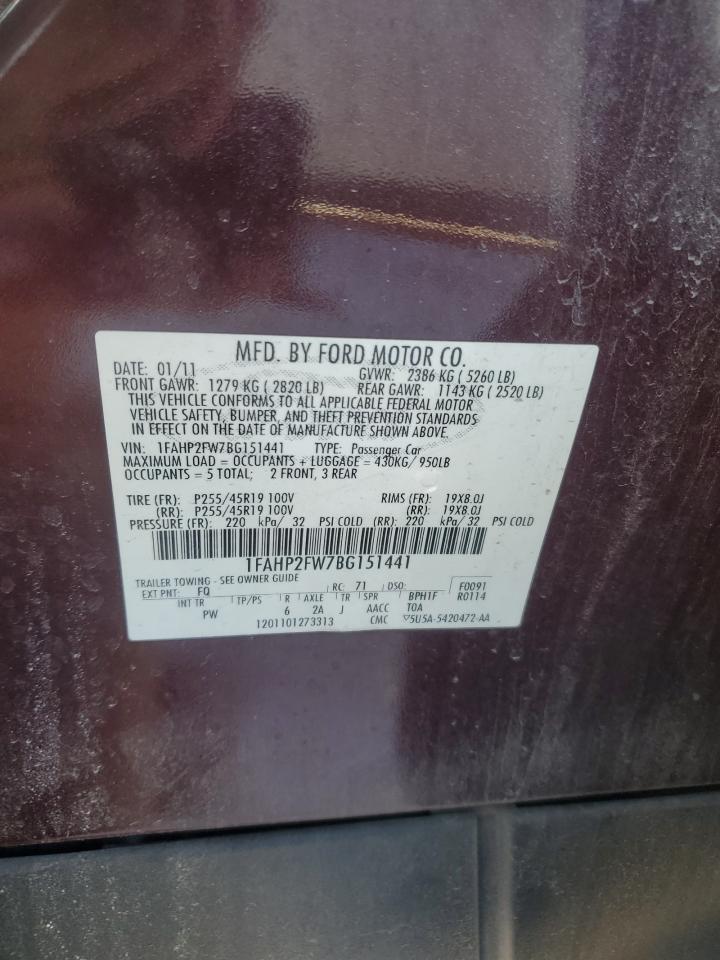 MFD. BY FORD MOTOR CO.
DATE: 01/11 GVWR: 2386 KG ( 5260 LB)
FRONT GAWR: 1279 KG ( 2820 LB) REAR GAWR: 1143 KG ( 2520 LB)
THIS VEHICLE CONFORMS TO ALL APPLICABLE FEDERAL MOTOR
VEHICLE SAFETY, BUMPER, AND THEFT PREVENTION STANDARDS
IN EFFECT ON THE DATE OF MANUFACTURE SHOWN ABOVE.
VIN: 1FAHP2FW7BG151441 TYPE: Passenger Car
MAXIMUM LOAD = OCCUPANTS + LUGGAGE = 430KG/ 950LB
OCCUPANTS = 5 TOTAL; 2 FRONT, 3 REAR
TIRE (FR): P255/45R19 100V RIMS (FR): 19X8.0J
(RR): P255/45R19 100V (RR): 19X8.0J
PRESSURE (FR): 220 kPa/ 32 PSI COLD (RR): 220 kPa/ 32 PSI COLD
1FAHP2FW7BG151441
TRAILER TOWING - SEE OWNER GUIDE
EXT PNT: FQ RC: 71 DSO: F0091
INT TR TP/PS R AXLE TR SPR BPH1F R0114
PW 6 2A J AACC TOA
1201101273313 CMC ▽5U5A-5420472-AA